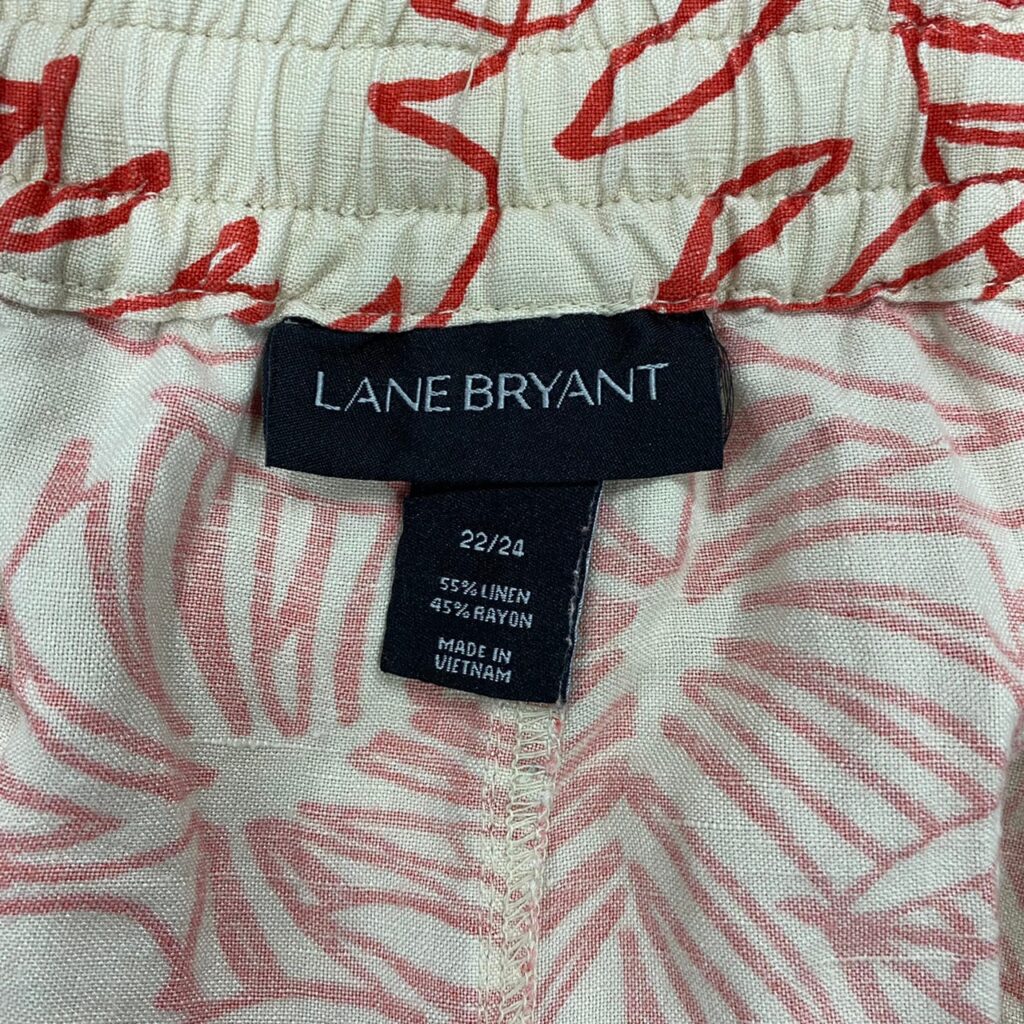 LANE BRYANT
22/24
55% LINEN
45% RAYON
MADE IN
VIETNAM